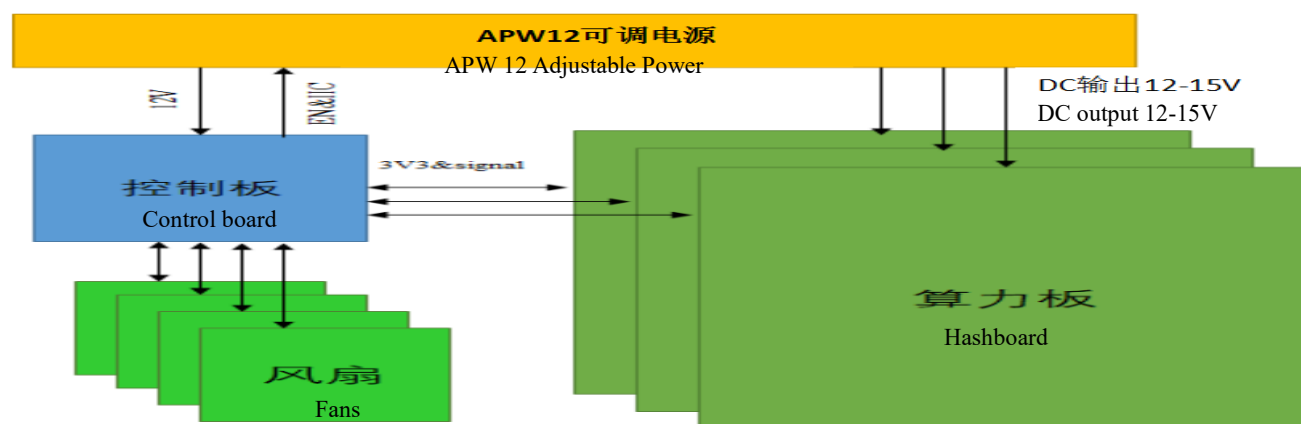 APW12可调电源
APW 12 Adjustable Power
12V
EN&IIC
DC输出12-15V
DC output 12-15V
3V3&signal
控制板
Control board
算力板
Hashboard
风扇
Fans